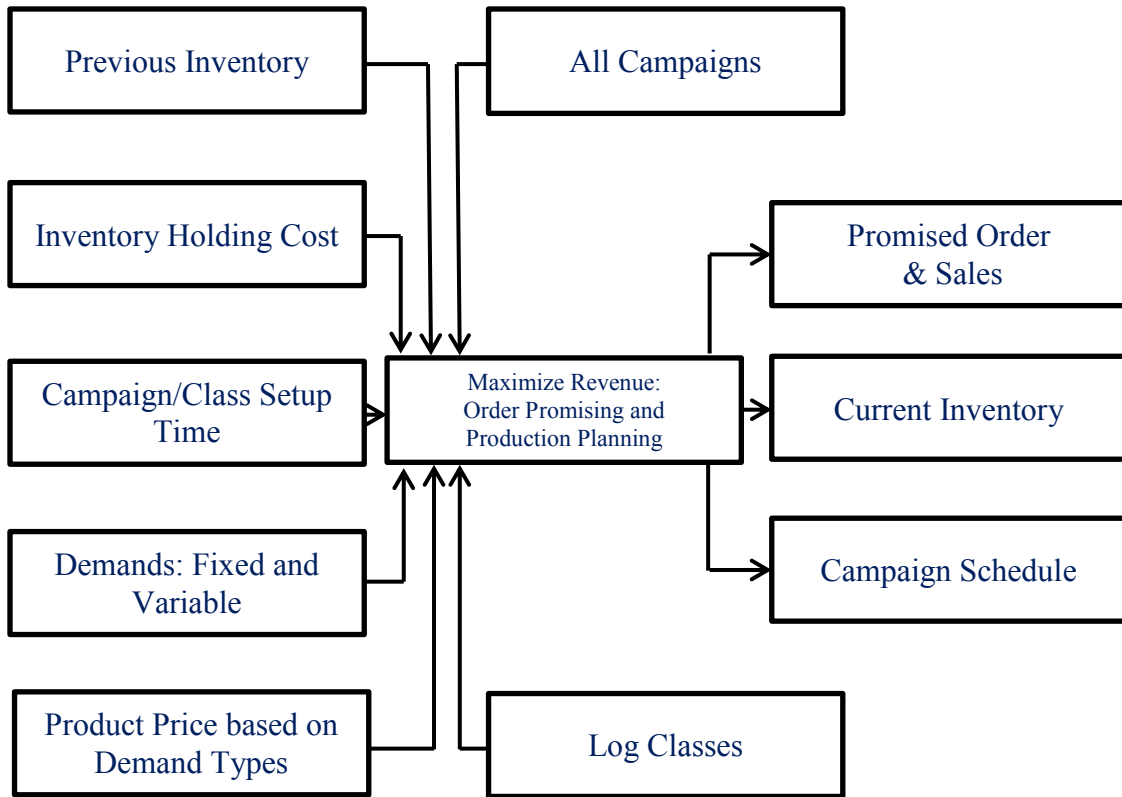 Previous Inventory
All Campaigns
Inventory Holding Cost
Promised Order
& Sales
Campaign/Class Setup
Time
Maximize Revenue:
Order Promising and
Production Planning
Current Inventory
Demands: Fixed and
Variable
Campaign Schedule
Product Price based on
Demand Types
Log Classes